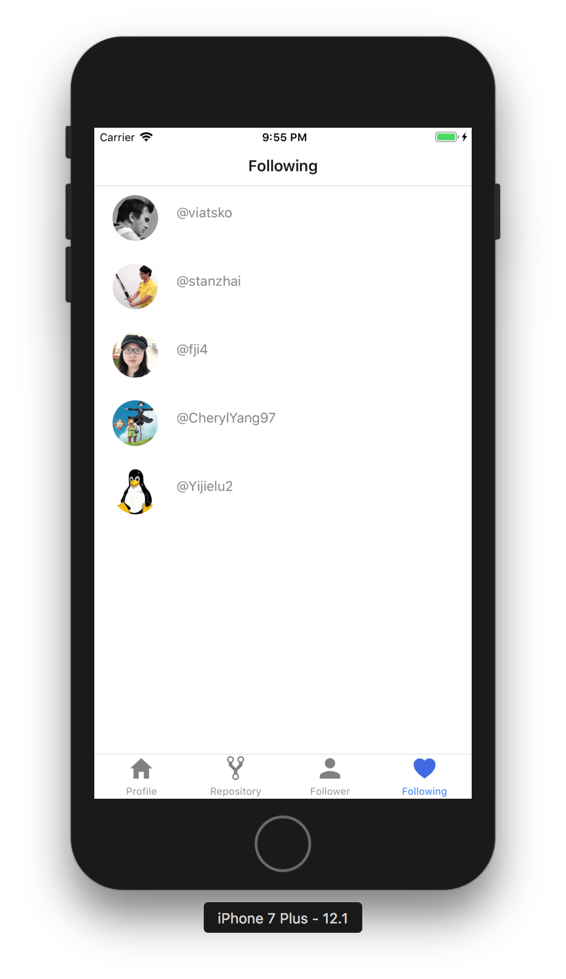 Carrier 9:55 PM
Following
@viatsko
@stanzhai
@fji4
@CherylYang97
@Yijielu2
Profile Repository Follower Following
iPhone 7 Plus - 12.1